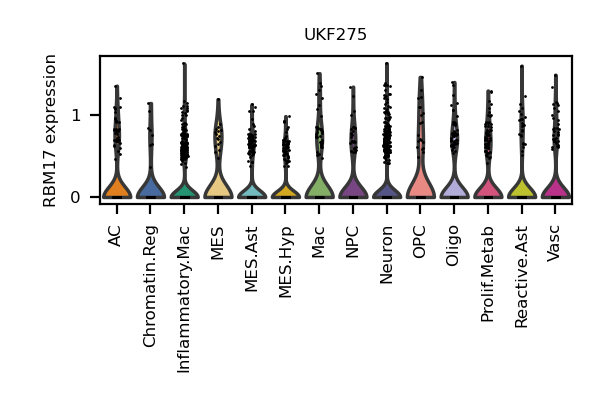 UKF275
RBM17 expression
1
0
AC
Chromatin.Reg
Inflammatory.Mac
MES
MES.Ast
MES.Hyp
Mac
NPC
Neuron
OPC
Oligo
Prolif.Metab
Reactive.Ast
Vasc